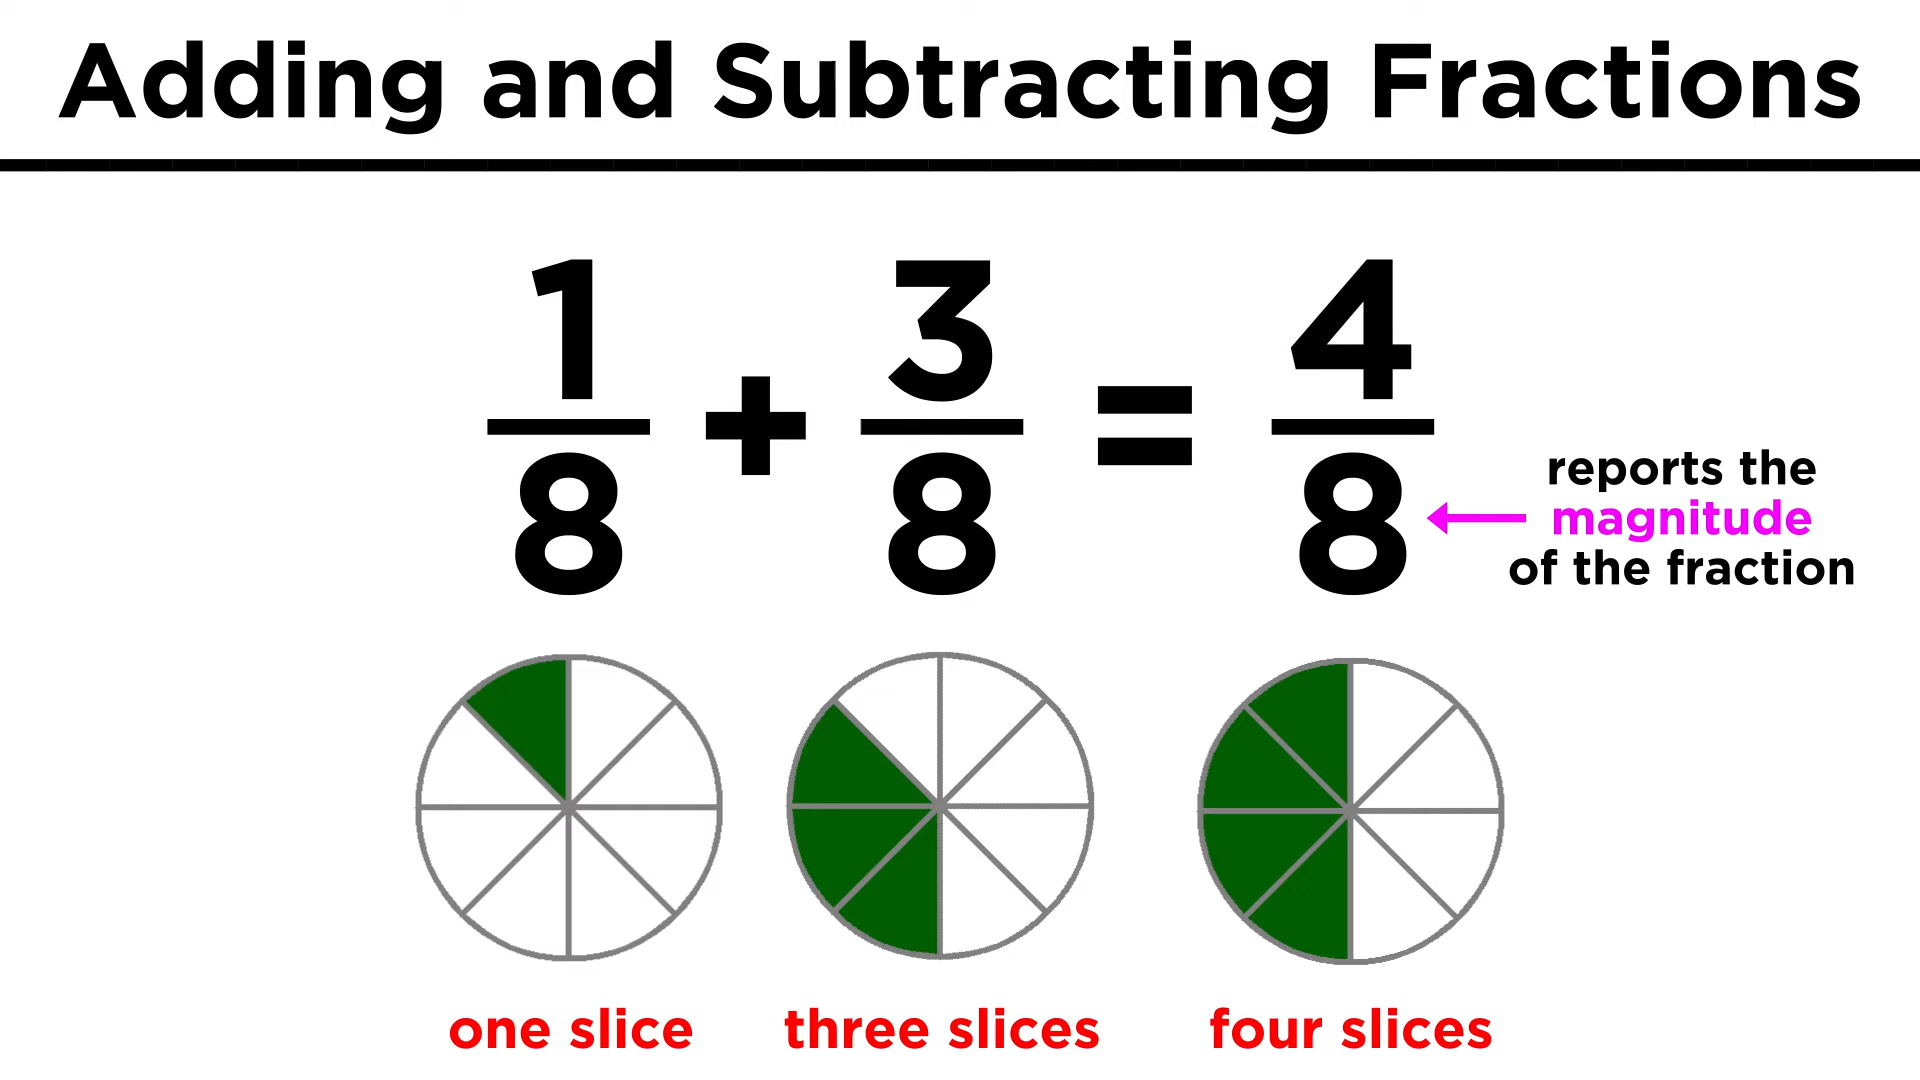 Adding and Subtracting Fractions
1/8 + 3/8 = 4/8
reports the
magnitude
of the fraction
one slice
three slices
four slices